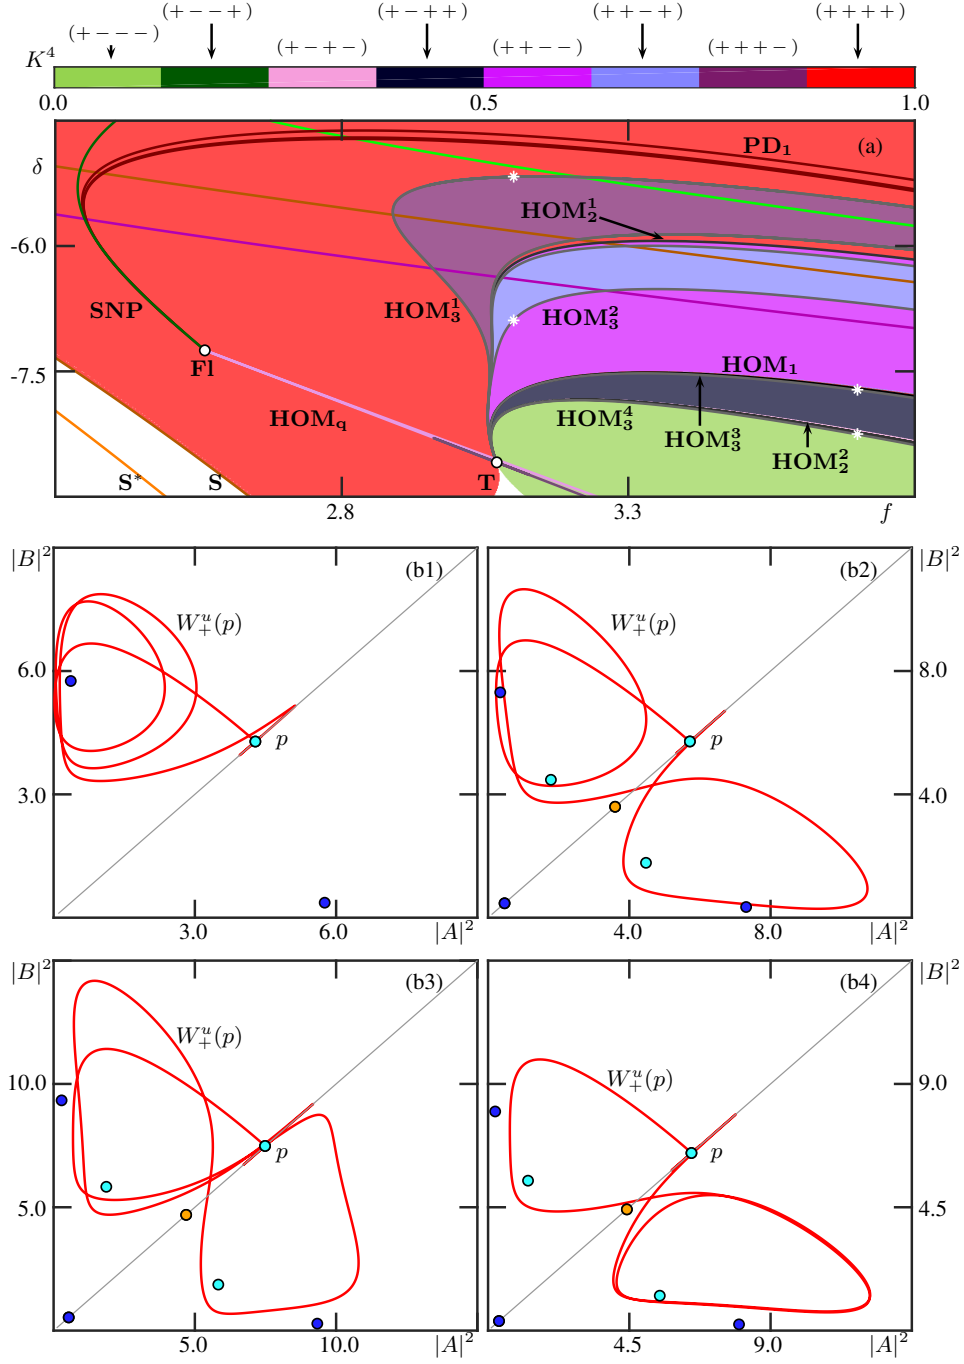 (+ − − +) (+ − + +) (+ + − +) (+ + + +)
(+ − − −) (+ − + −) (+ + − −) (+ + + −)
K⁴
0.0 0.5 1.0
δ
PD₁ (a)
HOM₂¹
-6.0
SNP HOM₃¹ HOM₃²
Fl HOM₁
-7.5
HOM_q HOM₃⁴ HOM₃³
HOM₂²
S* S T
2.8 3.3 f
|B|² (b1) (b2) |B|²
W₊ᵘ(p) W₊ᵘ(p)
6.0 8.0
p p
3.0 4.0
3.0 6.0 |A|² 4.0 8.0 |A|²
|B|² (b3) (b4) |B|²
W₊ᵘ(p) W₊ᵘ(p)
10.0 9.0
p p
5.0 4.5
5.0 10.0 |A|² 4.5 9.0 |A|²